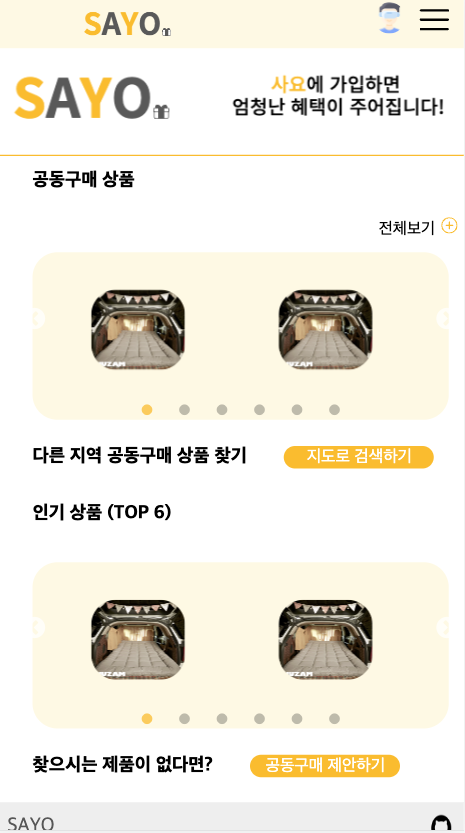 SAYO
SAYO
사요에 가입하면
엄청난 혜택이 주어집니다!
공동구매 상품
전체보기
다른 지역 공동구매 상품 찾기
지도로 검색하기
인기 상품 (TOP 6)
찾으시는 제품이 없다면?
공동구매 제안하기
SAYO